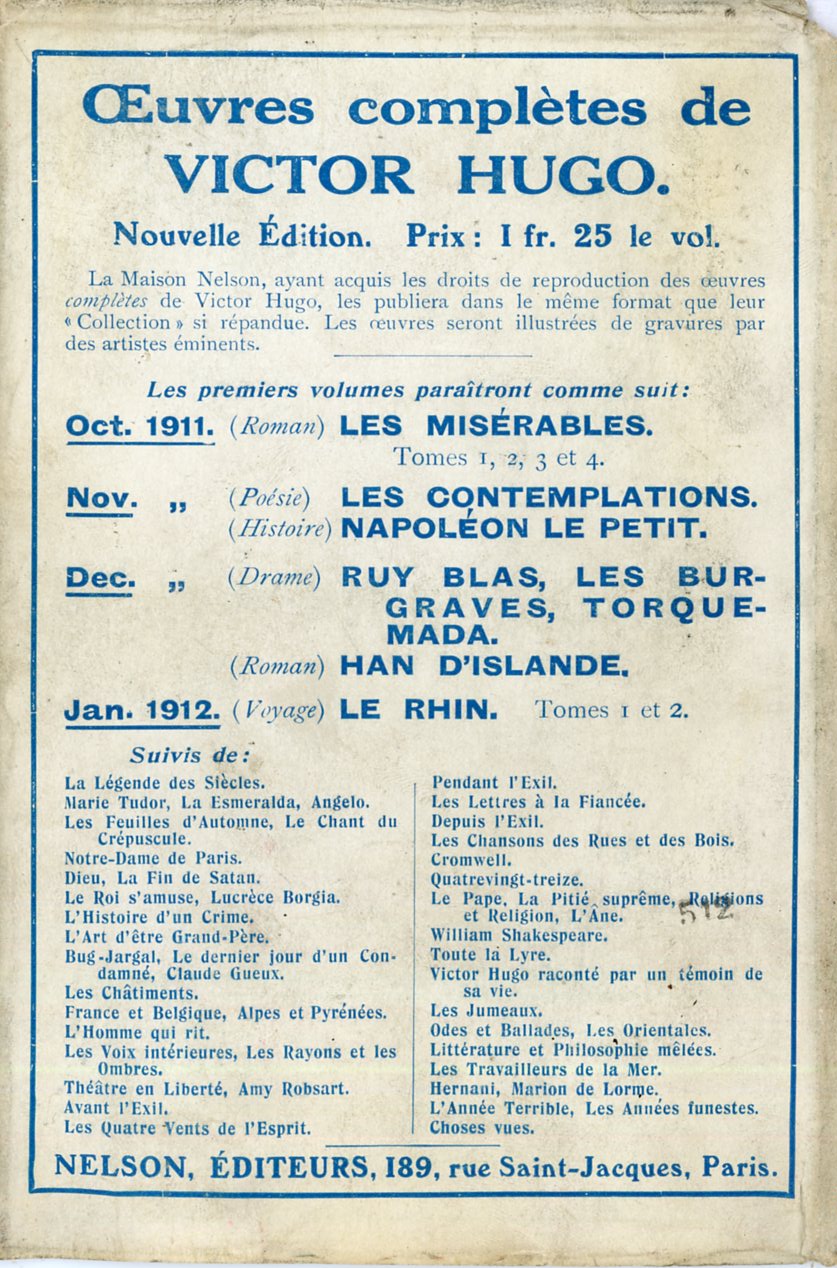 Œuvres complètes de
VICTOR HUGO.
Nouvelle Édition. Prix : 1 fr. 25 le vol.
La Maison Nelson, ayant acquis les droits de reproduction des œuvres
complètes de Victor Hugo, les publiera dans le même format que leur
« Collection » si répandue. Les œuvres seront illustrées de gravures par
des artistes éminents.
Les premiers volumes paraîtront comme suit :
Oct. 1911. (Roman) LES MISÉRABLES.
Tomes 1, 2, 3 et 4.
Nov. „ (Poésie) LES CONTEMPLATIONS.
(Histoire) NAPOLÉON LE PETIT.
Dec. „ (Drame) RUY BLAS, LES BUR-
GRAVES, TORQUE-
MADA.
(Roman) HAN D'ISLANDE.
Jan. 1912. (Voyage) LE RHIN. Tomes 1 et 2.
Suivis de :
La Légende des Siècles.
Marie Tudor, La Esmeralda, Angelo.
Les Feuilles d'Automne, Le Chant du
Crépuscule.
Notre-Dame de Paris.
Dieu, La Fin de Satan.
Le Roi s'amuse, Lucrèce Borgia.
L'Histoire d'un Crime.
L'Art d'être Grand-Père.
Bug-Jargal, Le dernier jour d'un Con-
damné, Claude Gueux.
Les Châtiments.
France et Belgique, Alpes et Pyrénées.
L'Homme qui rit.
Les Voix intérieures, Les Rayons et les
Ombres.
Théâtre en Liberté, Amy Robsart.
Avant l'Exil.
Les Quatre Vents de l'Esprit.
Pendant l'Exil.
Les Lettres à la Fiancée.
Depuis l'Exil.
Les Chansons des Rues et des Bois.
Cromwell.
Quatrevingt-treize.
Le Pape, La Pitié suprême, Religions
et Religion, L'Âne.
512
William Shakespeare.
Toute la Lyre.
Victor Hugo raconté par un témoin de
sa vie.
Les Jumeaux.
Odes et Ballades, Les Orientales.
Littérature et Philosophie mêlées.
Les Travailleurs de la Mer.
Hernani, Marion de Lorme.
L'Année Terrible, Les Années funestes.
Choses vues.
NELSON, ÉDITEURS, 189, rue Saint-Jacques, Paris.